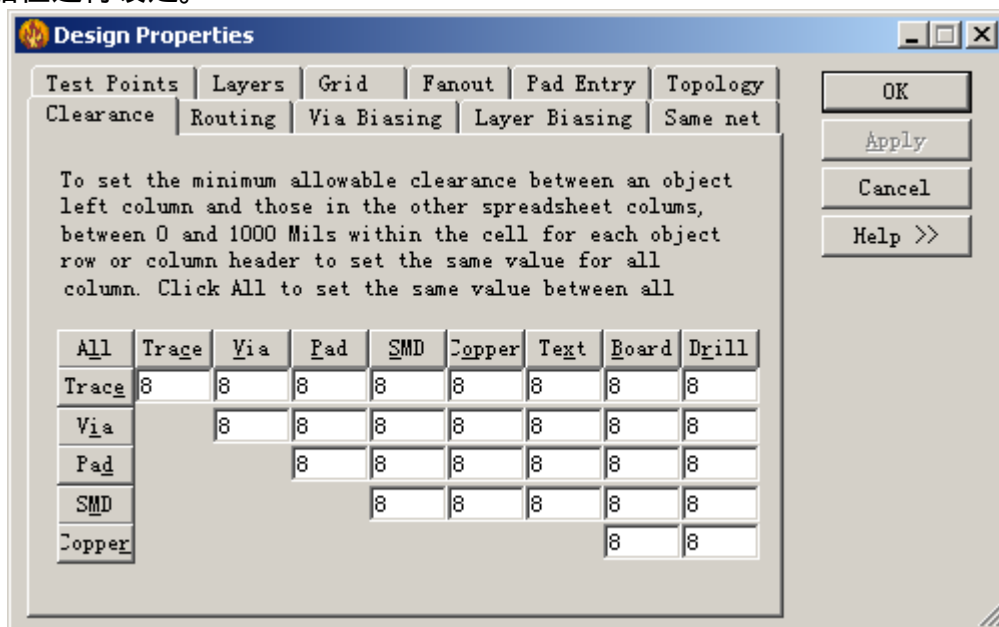 Design Properties
Test Points Layers Grid Fanout Pad Entry Topology
Clearance Routing Via Biasing Layer Biasing Same net
OK
Apply
Cancel
Help >>
To set the minimum allowable clearance between an object
left column and those in the other spreadsheet colums,
between 0 and 1000 Mils within the cell for each object
row or column header to set the same value for all
column. Click All to set the same value between all
All Trace Via Pad SMD Copper Text Board Drill
Trace 8 8 8 8 8 8 8 8
Via 8 8 8 8 8 8 8
Pad 8 8 8 8 8 8
SMD 8 8 8 8 8
Copper 8 8